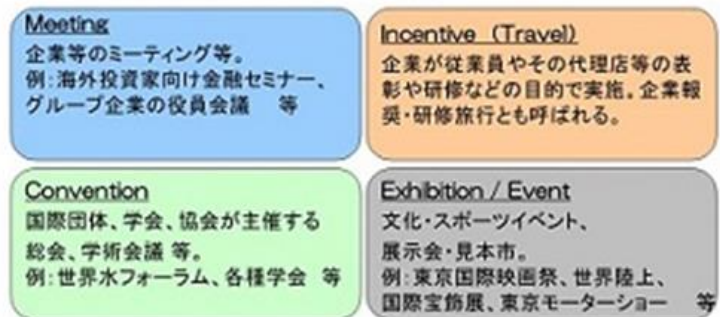 Meeting
企業等のミーティング等。
例：海外投資家向け金融セミナー、
グループ企業の役員会議　等
Incentive （Travel）
企業が従業員やその代理店等の表
彰や研修などの目的で実施。企業報
奨・研修旅行とも呼ばれる。
Convention
国際団体、学会、協会が主催する
総会、学術会議 等。
例：世界水フォーラム、各種学会　等
Exhibition / Event
文化・スポーツイベント、
展示会・見本市。
例：東京国際映画祭、世界陸上、
国際宝飾展、東京モーターショー　等